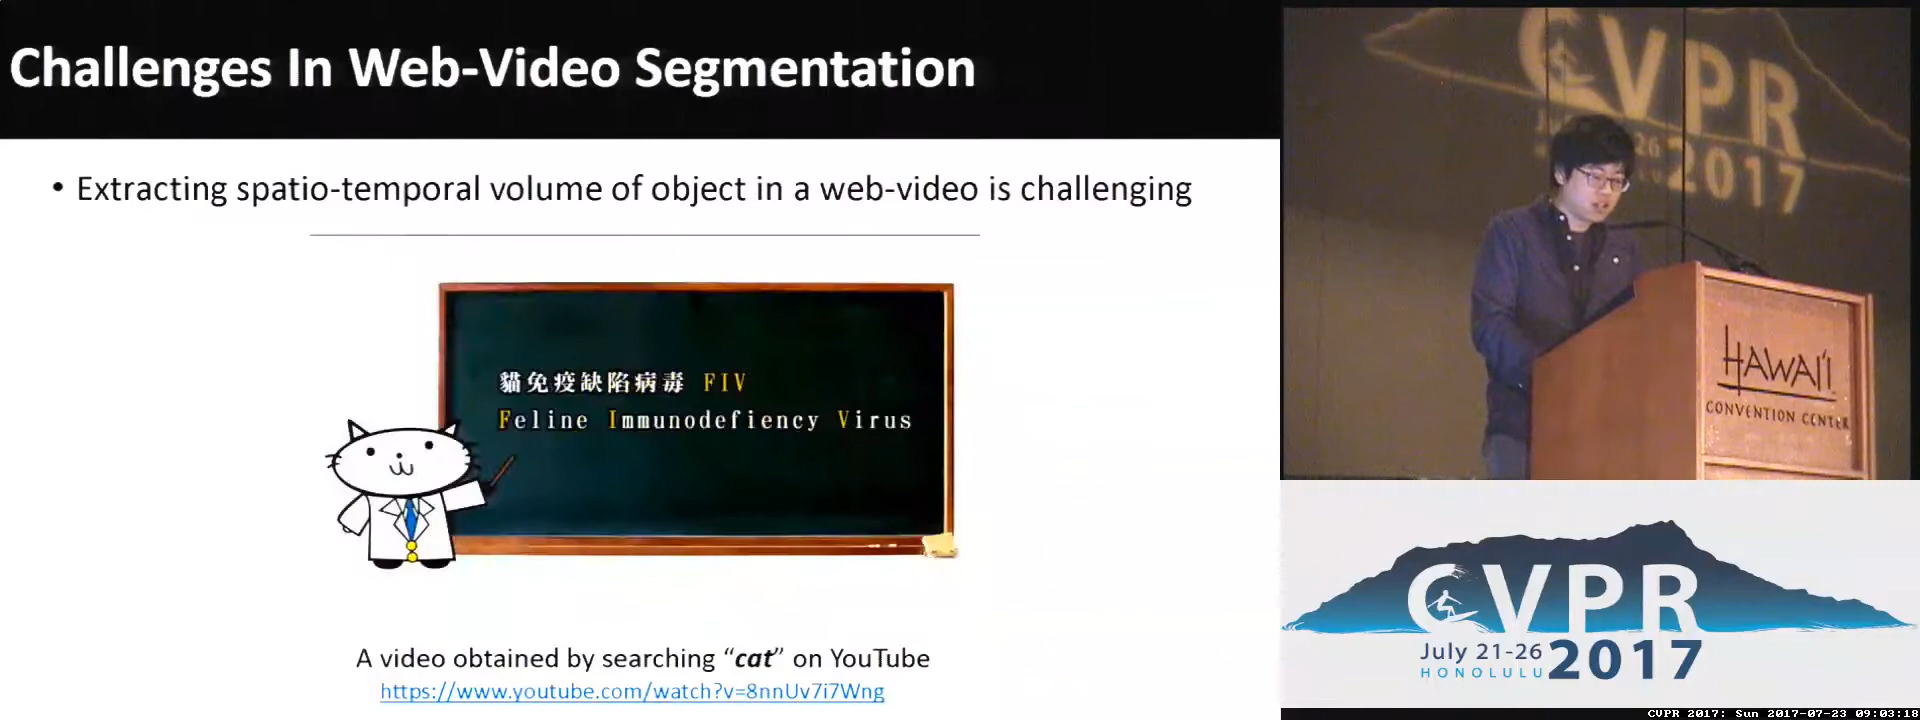 Challenges In Web-Video Segmentation
• Extracting spatio-temporal volume of object in a web-video is challenging
貓免疫缺陷病毒 FIV
Feline Immunodefiency Virus
A video obtained by searching “cat” on YouTube
https://www.youtube.com/watch?v=8nnUv7i7Wng
CVPR
2017
HAWAI'I
CONVENTION CENTER
CVPR
July 21-26
HONOLULU
2017
CVPR 2017: Sun 2017-07-23 09:03:18